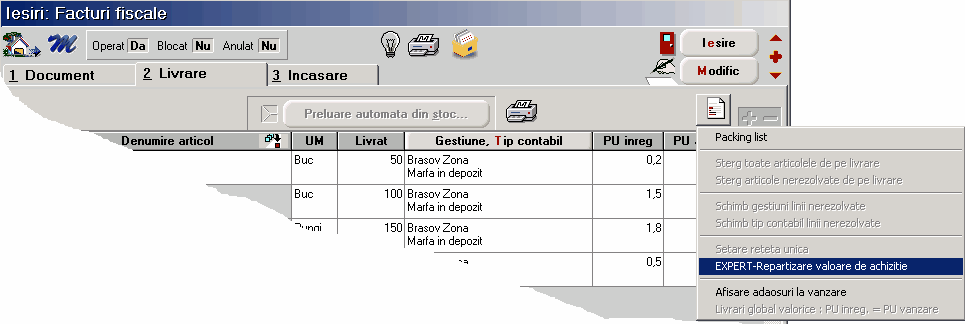 Iesiri: Facturi fiscale
Operat Da Blocat Nu Anulat Nu
Iesire
Modific
1 Document 2 Livrare 3 Incasare
Preluare automata din stoc...
Denumire articol UM Livrat Gestiune, Tip contabil PU inreg PU
Buc 50 Brasov Zona 0,2
Marfa in depozit
Buc 100 Brasov Zona 1,5
Marfa in depozit
150 Brasov Zona 1,8
Marfa in depozit
0,5
Packing list
Sterg toate articolele de pe livrare
Sterg articole nerezolvate de pe livrare
Schimb gestiuni linii nerezolvate
Schimb tip contabil linii nerezolvate
Setare reteta unica
EXPERT-Repartizare valoare de achizitie
Afisare adaosuri la vanzare
Livrari global valorice : PU inreg. = PU vanzare